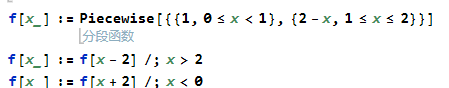 f[x_] := Piecewise[{{1, 0 ≤ x < 1}, {2 - x, 1 ≤ x ≤ 2}}]
分段函数
f[x_] := f[x - 2] /; x > 2
f[x_] := f[x + 2] /; x < 0